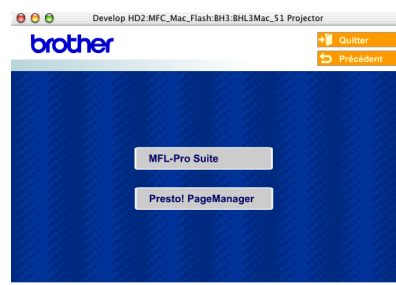 Develop HD2:MFC_Mac_Flash:BH3:BHL3Mac_51 Projector
brother
Quitter
Précédent
MFL-Pro Suite
Presto! PageManager